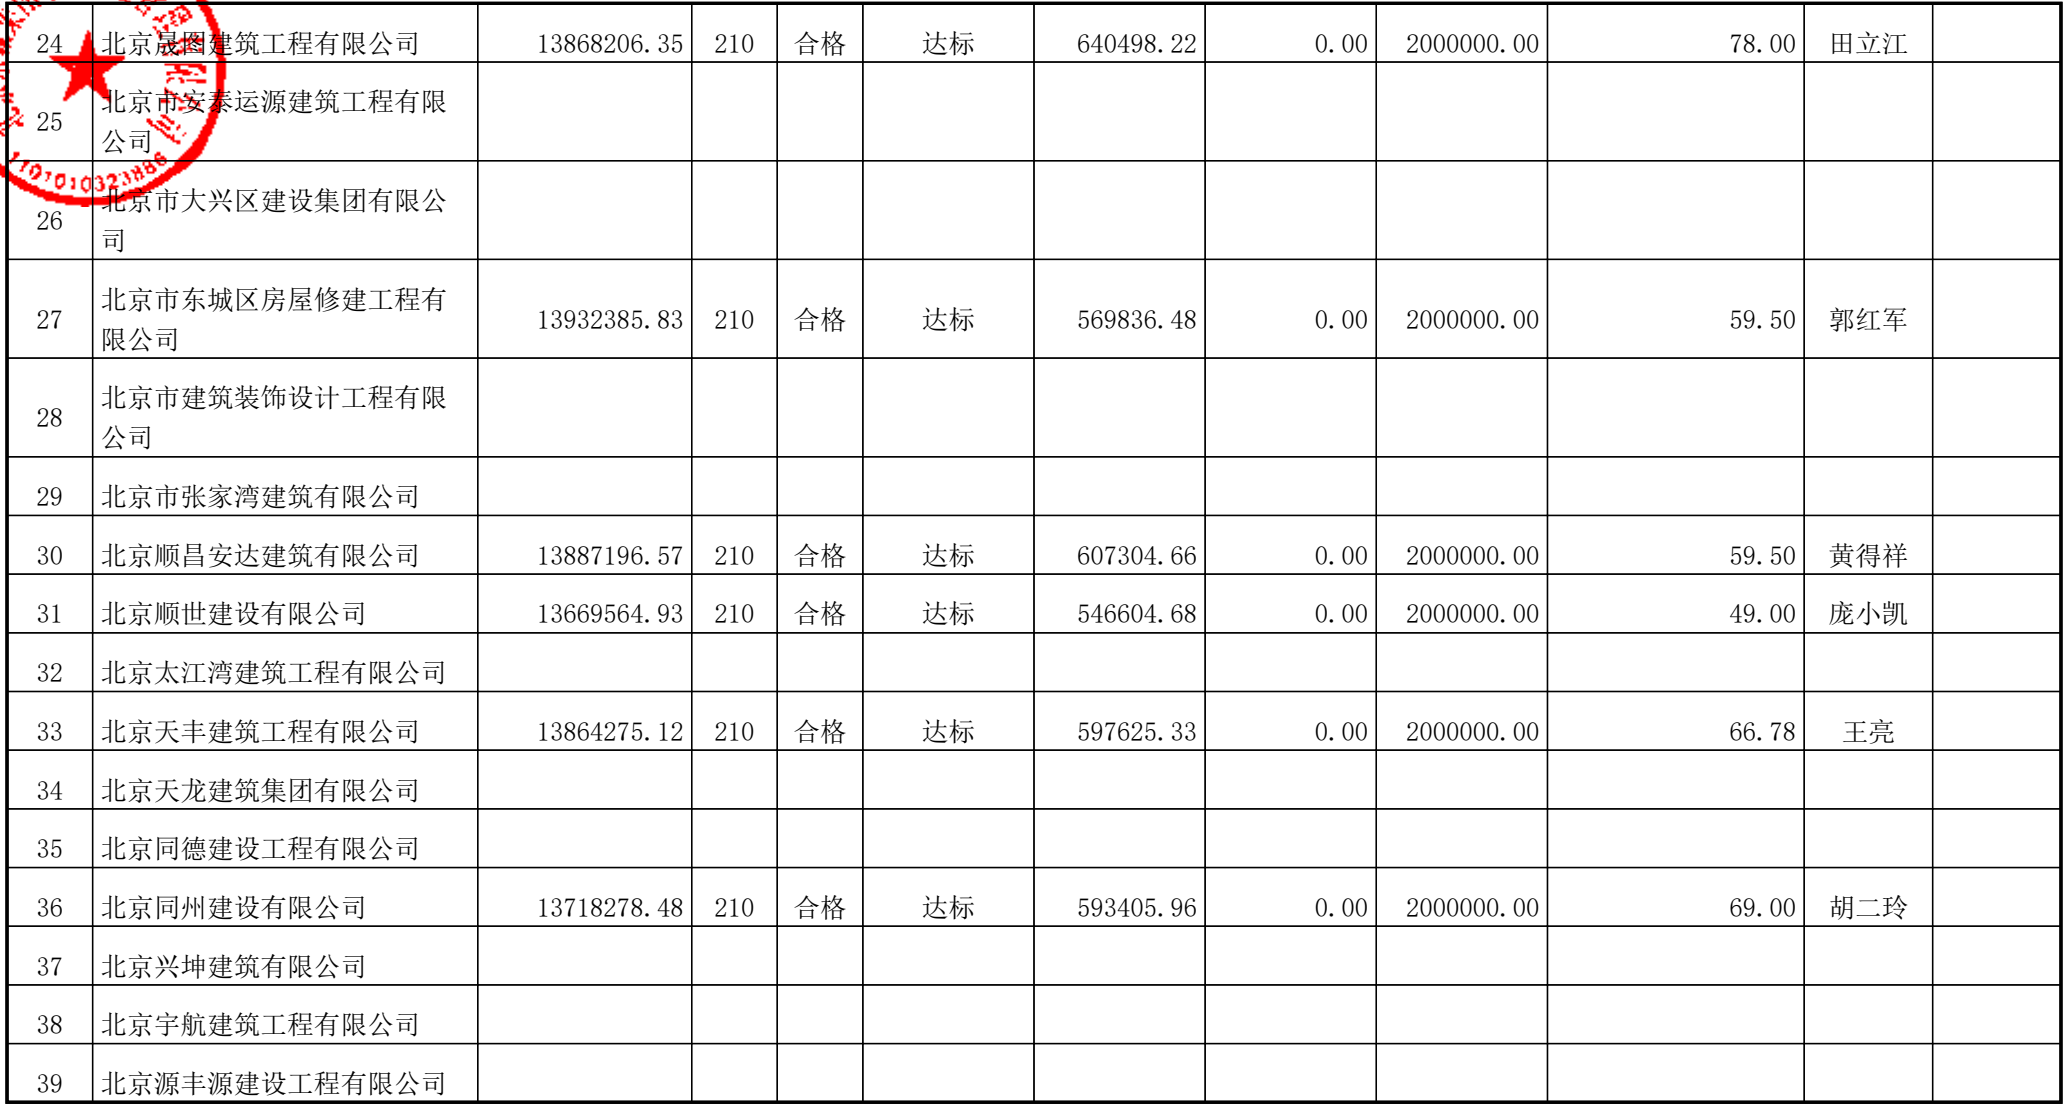 24 北京晟图建筑工程有限公司 13868206.35 210 合格 达标 640498.22 0.00 2000000.00 78.00 田立江
25 北京市安泰运源建筑工程有限
公司
26 北京市大兴区建设集团有限公
司
27 北京市东城区房屋修建工程有
限公司 13932385.83 210 合格 达标 569836.48 0.00 2000000.00 59.50 郭红军
28 北京市建筑装饰设计工程有限
公司
29 北京市张家湾建筑有限公司
30 北京顺昌安达建筑有限公司 13887196.57 210 合格 达标 607304.66 0.00 2000000.00 59.50 黄得祥
31 北京顺世建设有限公司 13669564.93 210 合格 达标 546604.68 0.00 2000000.00 49.00 庞小凯
32 北京太江湾建筑工程有限公司
33 北京天丰建筑工程有限公司 13864275.12 210 合格 达标 597625.33 0.00 2000000.00 66.78 王亮
34 北京天龙建筑集团有限公司
35 北京同德建设工程有限公司
36 北京同州建设有限公司 13718278.48 210 合格 达标 593405.96 0.00 2000000.00 69.00 胡二玲
37 北京兴坤建筑有限公司
38 北京宇航建筑工程有限公司
39 北京源丰源建设工程有限公司